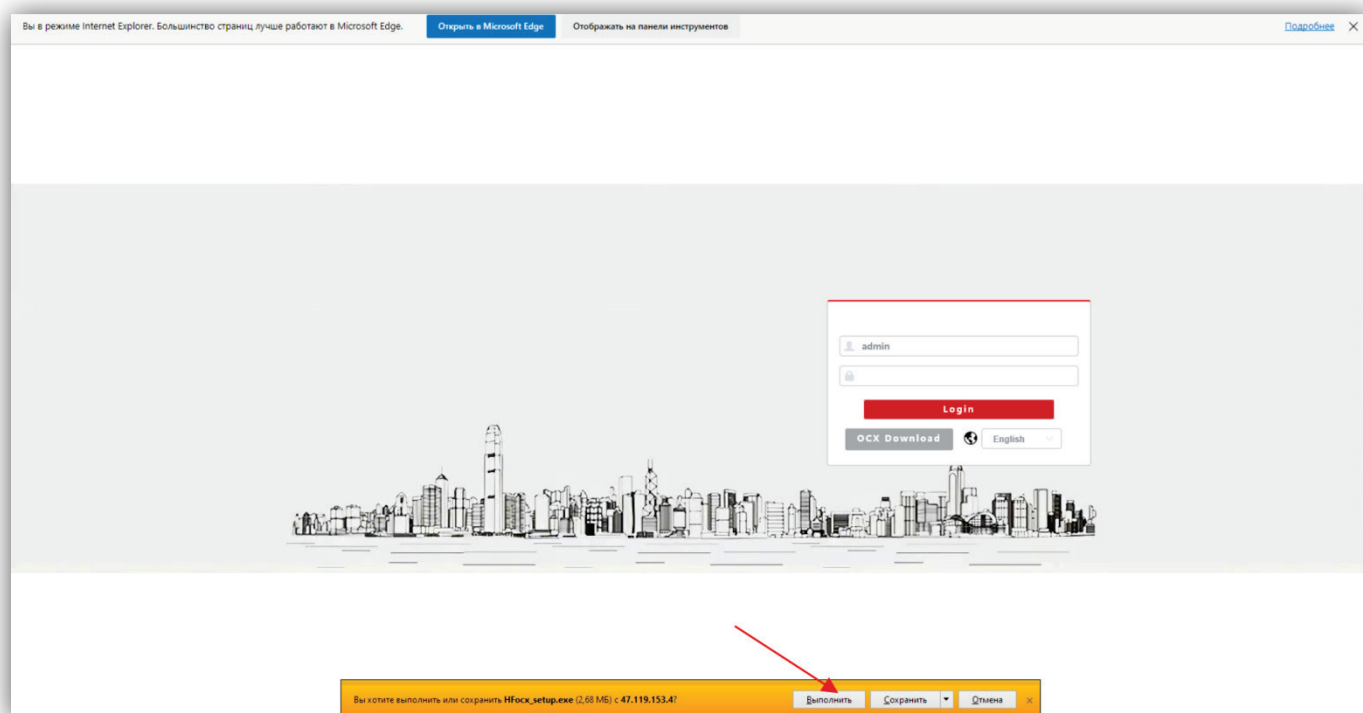 Вы в режиме Internet Explorer. Большинство страниц лучше работают в Microsoft Edge. Открыть в Microsoft Edge Отображать на панели инструментов Подробнее
admin
Login
OCX Download English
Вы хотите выполнить или сохранить HFocx_setup.exe (2,68 МБ) с 47.119.153.4? Выполнить Сохранить Отмена